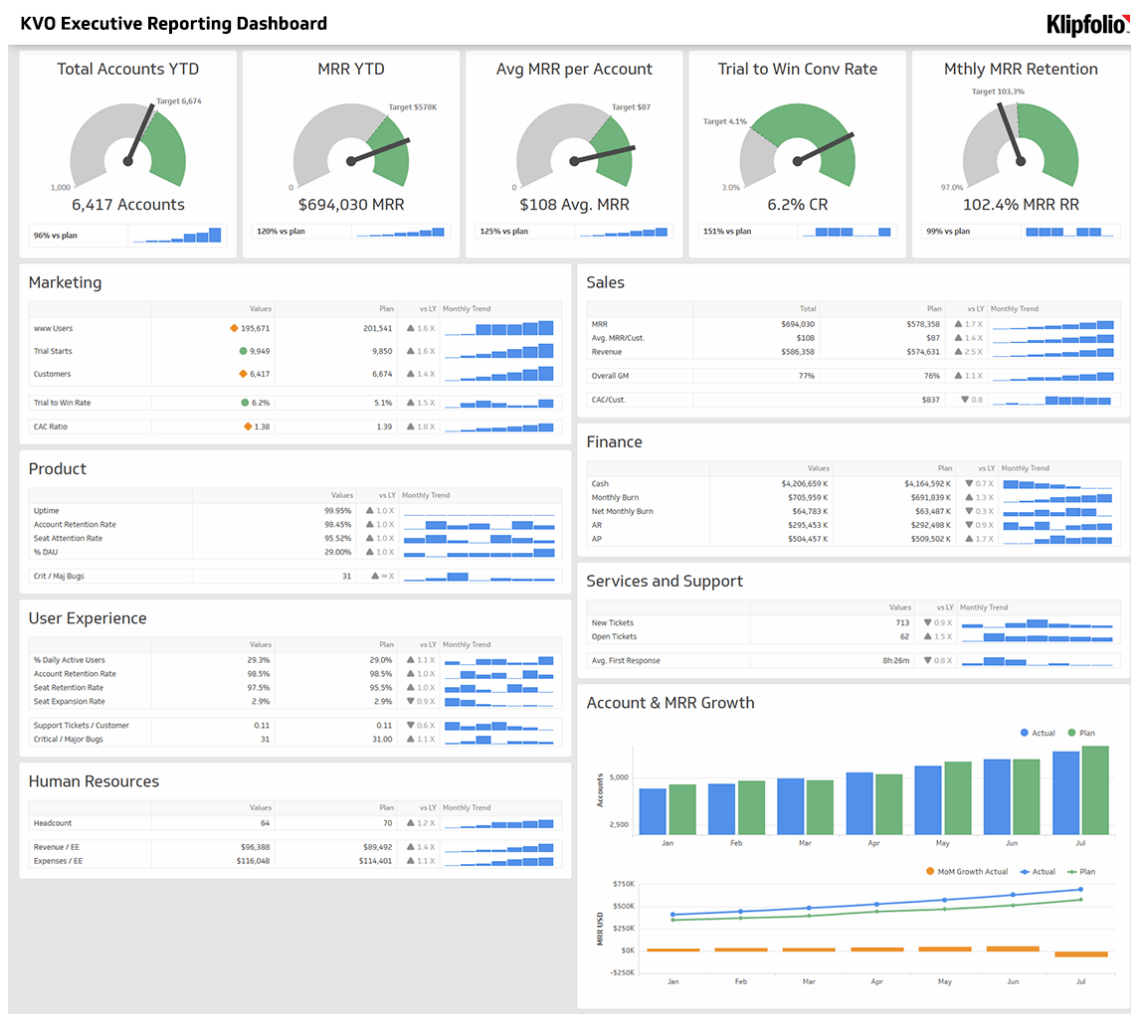 KVO Executive Reporting Dashboard
Klipfolio
Total Accounts YTD
Target 6,674
1,000
6,417 Accounts
96% vs plan
MRR YTD
Target $578K
0
$694,030 MRR
120% vs plan
Avg MRR per Account
Target $87
0
$108 Avg. MRR
125% vs plan
Trial to Win Conv Rate
Target 4.1%
3.0%
6.2% CR
151% vs plan
Mthly MRR Retention
Target 103.3%
97.0%
102.4% MRR RR
99% vs plan
Marketing
Values Plan vs LY Monthly Trend
www Users 195,671 201,541 1.6 X
Trial Starts 9,949 9,850 1.6 X
Customers 6,417 6,674 1.4 X
Trial to Win Rate 6.2% 5.1% 1.5 X
CAC Ratio 1.38 1.39 1.8 X
Product
Values vs LY Monthly Trend
Uptime 99.95% 1.0 X
Account Retention Rate 98.45% 1.0 X
Seat Attention Rate 95.52% 1.0 X
% DAU 29.00% 1.0 X
Crit / Maj Bugs 31 ∞ X
User Experience
Values Plan vs LY Monthly Trend
% Daily Active Users 29.3% 29.0% 1.1 X
Account Retention Rate 98.5% 98.5% 1.0 X
Seat Retention Rate 97.5% 95.5% 1.0 X
Seat Expansion Rate 2.9% 2.9% 0.9 X
Support Tickets / Customer 0.11 0.11 0.6 X
Critical / Major Bugs 31 31.00 1.1 X
Human Resources
Values Plan vs LY Monthly Trend
Headcount 64 70 1.2 X
Revenue / EE $96,388 $89,492 1.4 X
Expenses / EE $116,048 $114,401 1.1 X
Sales
Total Plan vs LY Monthly Trend
MRR $694,030 $578,358 1.7 X
Avg. MRR/Cust. $108 $87 1.4 X
Revenue $586,358 $574,631 2.5 X
Overall GM 77% 76% 1.1 X
CAC/Cust. $837 0.8
Finance
Values Plan vs LY Monthly Trend
Cash $4,206,659 K $4,164,592 K 0.7 X
Monthly Burn $705,959 K $691,839 K 1.3 X
Net Monthly Burn $64,783 K $63,487 K 0.3 X
AR $295,453 K $292,498 K 0.9 X
AP $504,457 K $509,502 K 1.7 X
Services and Support
Values vs LY Monthly Trend
New Tickets 713 0.9 X
Open Tickets 62 1.5 X
Avg. First Response 8h:26m 0.8 X
Account & MRR Growth
Actual Plan
Accounts
5,000
2,500
Jan Feb Mar Apr May Jun Jul
MoM Growth Actual Actual Plan
MRR USD
$750K
$500K
$250K
$0K
-$250K
Jan Feb Mar Apr May Jun Jul